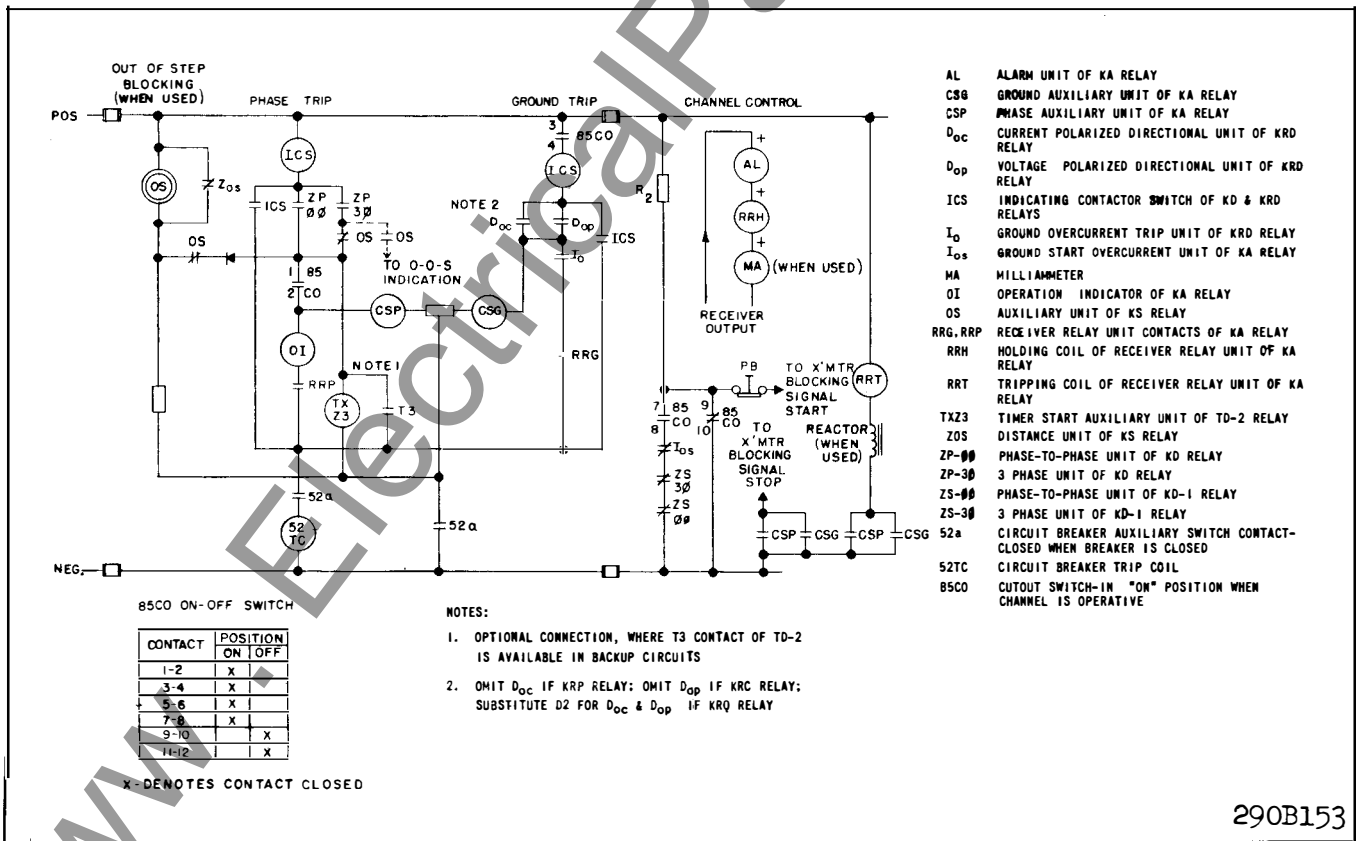 OUT OF STEP
BLOCKING
(WHEN USED)
PHASE TRIP
GROUND TRIP
CHANNEL CONTROL
POS
3
85CO
4
ICS
ICS
OS
ZOS
ICS
ZP
ØØ
ZP
3Ø
NOTE 2
Doc
Dop
ICS
Io
OS
OS
OS
TO O-O-S
INDICATION
1
85
2
CO
CSP
CSG
OI
RRP
NOTE 1
TX
Z3
T3
RRG
52a
52
TC
52a
NEG.
R2
+
AL
+
RRH
+
MA
(WHEN USED)
RECEIVER
OUTPUT
PB
TO X'MTR
BLOCKING
SIGNAL
START
RRT
7
85
CO
8
9
85
CO
10
Ios
ZS
3Ø
ZS
ØØ
TO
X'MTR
BLOCKING
SIGNAL
STOP
REACTOR
(WHEN
USED)
CSP
CSG
CSP
CSG
AL ALARM UNIT OF KA RELAY
CSG GROUND AUXILIARY UNIT OF KA RELAY
CSP PHASE AUXILIARY UNIT OF KA RELAY
Doc CURRENT POLARIZED DIRECTIONAL UNIT OF KRD
RELAY
Dop VOLTAGE POLARIZED DIRECTIONAL UNIT OF KRD
RELAY
ICS INDICATING CONTACTOR SWITCH OF KD & KRD
RELAYS
Io GROUND OVERCURRENT TRIP UNIT OF KRD RELAY
Ios GROUND START OVERCURRENT UNIT OF KA RELAY
MA MILLIAMMETER
OI OPERATION INDICATOR OF KA RELAY
OS AUXILIARY UNIT OF KS RELAY
RRG,RRP RECEIVER RELAY UNIT CONTACTS OF KA RELAY
RRH HOLDING COIL OF RECEIVER RELAY UNIT OF KA
RELAY
RRT TRIPPING COIL OF RECEIVER RELAY UNIT OF KA
RELAY
TXZ3 TIMER START AUXILIARY UNIT OF TD-2 RELAY
ZOS DISTANCE UNIT OF KS RELAY
ZP-ØØ PHASE-TO-PHASE UNIT OF KD RELAY
ZP-3Ø 3 PHASE UNIT OF KD RELAY
ZS-ØØ PHASE-TO-PHASE UNIT OF KD-1 RELAY
ZS-3Ø 3 PHASE UNIT OF KD-1 RELAY
52a CIRCUIT BREAKER AUXILIARY SWITCH CONTACT-
CLOSED WHEN BREAKER IS CLOSED
52TC CIRCUIT BREAKER TRIP COIL
85CO CUTOUT SWITCH-IN "ON" POSITION WHEN
CHANNEL IS OPERATIVE
85CO ON-OFF SWITCH
CONTACT POSITION
ON OFF
1-2 X
3-4 X
5-6 X
7-8 X
9-10 X
11-12 X
X-DENOTES CONTACT CLOSED
NOTES:
1. OPTIONAL CONNECTION, WHERE T3 CONTACT OF TD-2
IS AVAILABLE IN BACKUP CIRCUITS
2. OMIT Doc IF KRP RELAY; OMIT Dop IF KRC RELAY;
SUBSTITUTE D2 FOR Doc & Dop IF KRQ RELAY
290B153